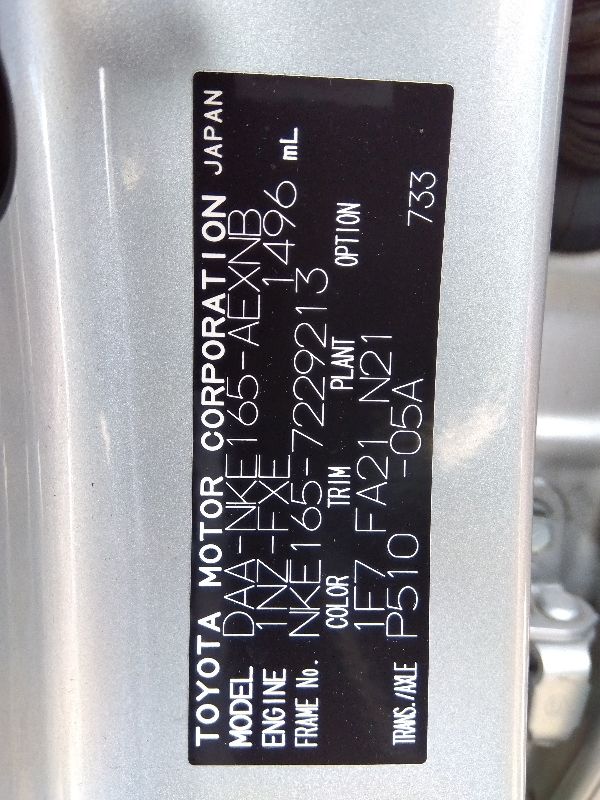 TOYOTA MOTOR CORPORATION JAPAN
MODEL DAA-NKE165-AEXNB
ENGINE 1NZ-FXE 1496 mL
FRAME No. NKE165-7229213
COLOR TRIM PLANT OPTION
1F7 FA21 N21
TRANS./AXLE P510 -05A 733